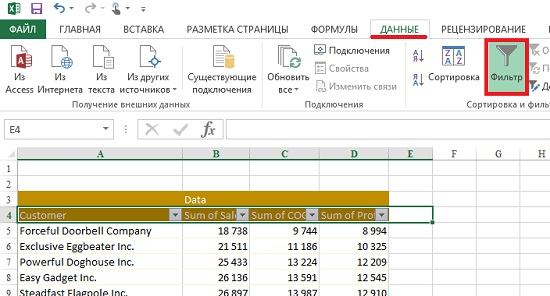 ФАЙЛ ГЛАВНАЯ ВСТАВКА РАЗМЕТКА СТРАНИЦЫ ФОРМУЛЫ ДАННЫЕ РЕЦЕНЗИРОВАНИЕ
Из Access
Из Интернета
Из текста
Из других источников
Получение внешних данных
Существующие подключения
Обновить все
Подключения
Свойства
Изменить связи
Подключения
Сортировка
Фильтр
Сортировка и филь
E4
fx
A B C D E F G H
1
2
3 Data
4 Customer Sum of Sal Sum of COG Sum of Pro
5 Forceful Doorbell Company 18 738 9 744 8 994
6 Exclusive Eggbeater Inc. 21 511 11 186 10 325
7 Powerful Doghouse Inc. 25 433 13 224 12 209
8 Easy Gadget Inc. 26 136 13 591 12 545
9 Steadfast Flagpole Inc. 26 897 13 987 12 910